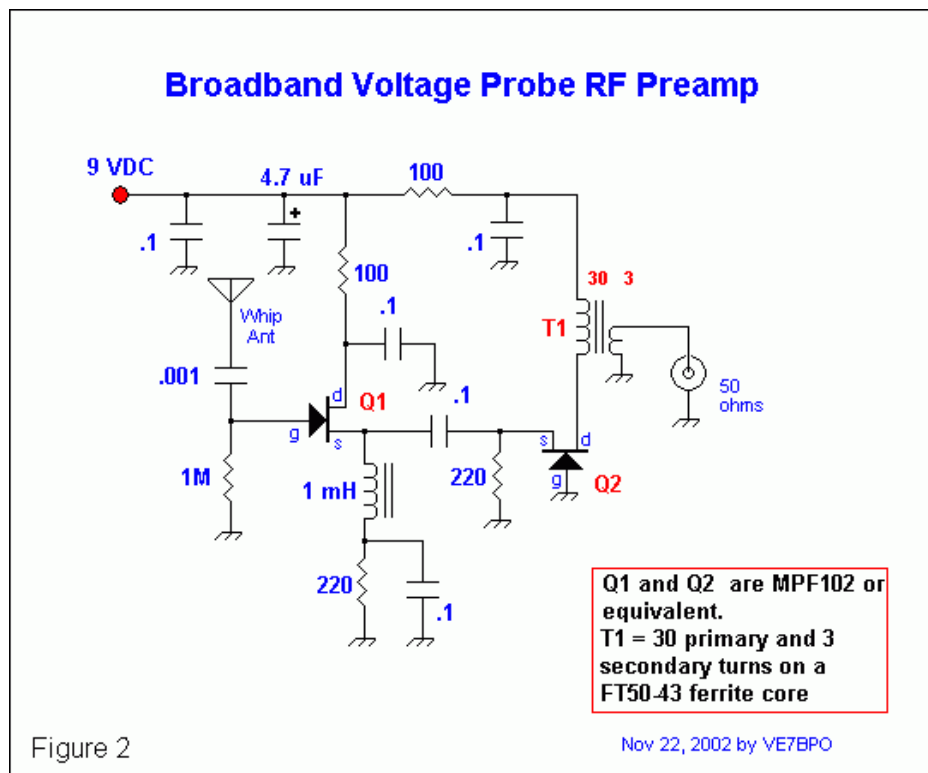 Broadband Voltage Probe RF Preamp
9 VDC
4.7 uF
+
100
.1
.1
100
30 3
T1
Whip
Ant
.1
.001
50
ohms
d
Q1
g
s
.1
s
d
g
Q2
1M
1 mH
220
220
.1
Q1 and Q2 are MPF102 or
equivalent.
T1 = 30 primary and 3
secondary turns on a
FT50-43 ferrite core
Figure 2
Nov 22, 2002 by VE7BPO